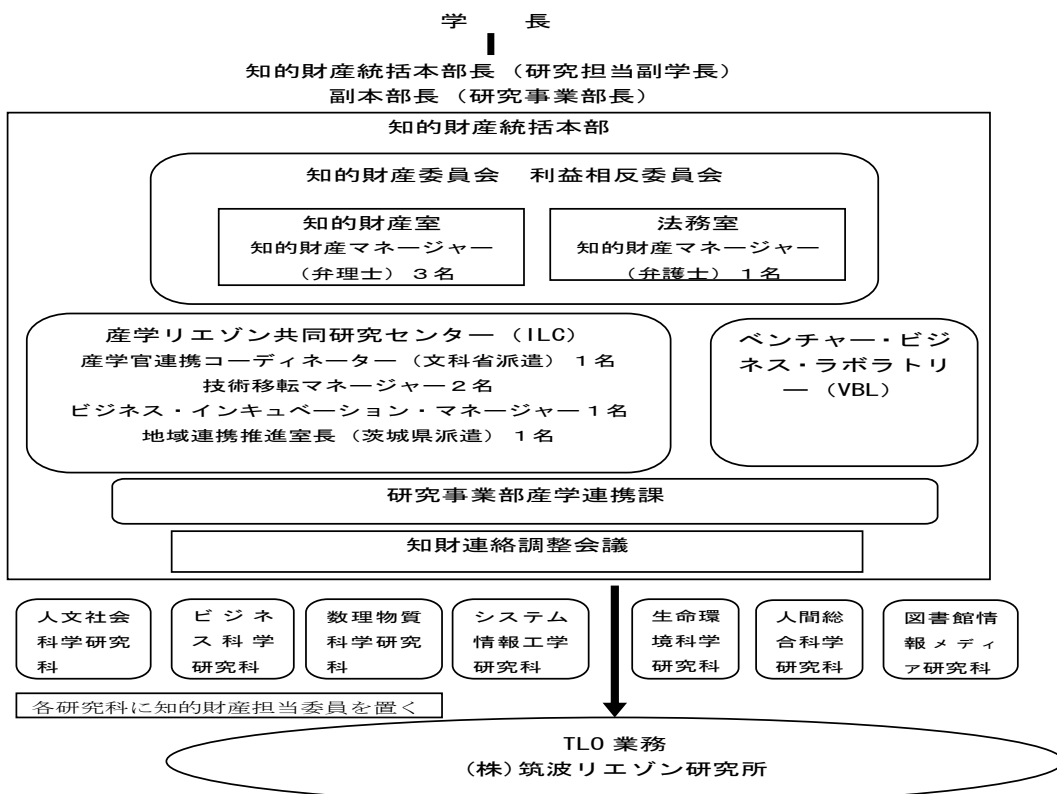 学　長
知的財産統括本部長（研究担当副学長）
副本部長（研究事業部長）
知的財産統括本部
知的財産委員会　利益相反委員会
知的財産室
知的財産マネージャー
（弁理士）３名
法務室
知的財産マネージャー
（弁護士）１名
産学リエゾン共同研究センター（ILC）
産学官連携コーディネーター（文科省派遣）１名
技術移転マネージャー２名
ビジネス・インキュベーション・マネージャー１名
地域連携推進室長（茨城県派遣）１名
ベンチャー・ビジ
ネス・ラボラトリ
ー（VBL）
研究事業部産学連携課
知財連絡調整会議
人文社会
科学研究
科
ビジネ
ス科学
研究科
数理物質
科学研究
科
システム
情報工学
研究科
生命環
境科学
研究科
人間総
合科学
研究科
図書館情
報メディ
ア研究科
各研究科に知的財産担当委員を置く
TLO 業務
（株）筑波リエゾン研究所